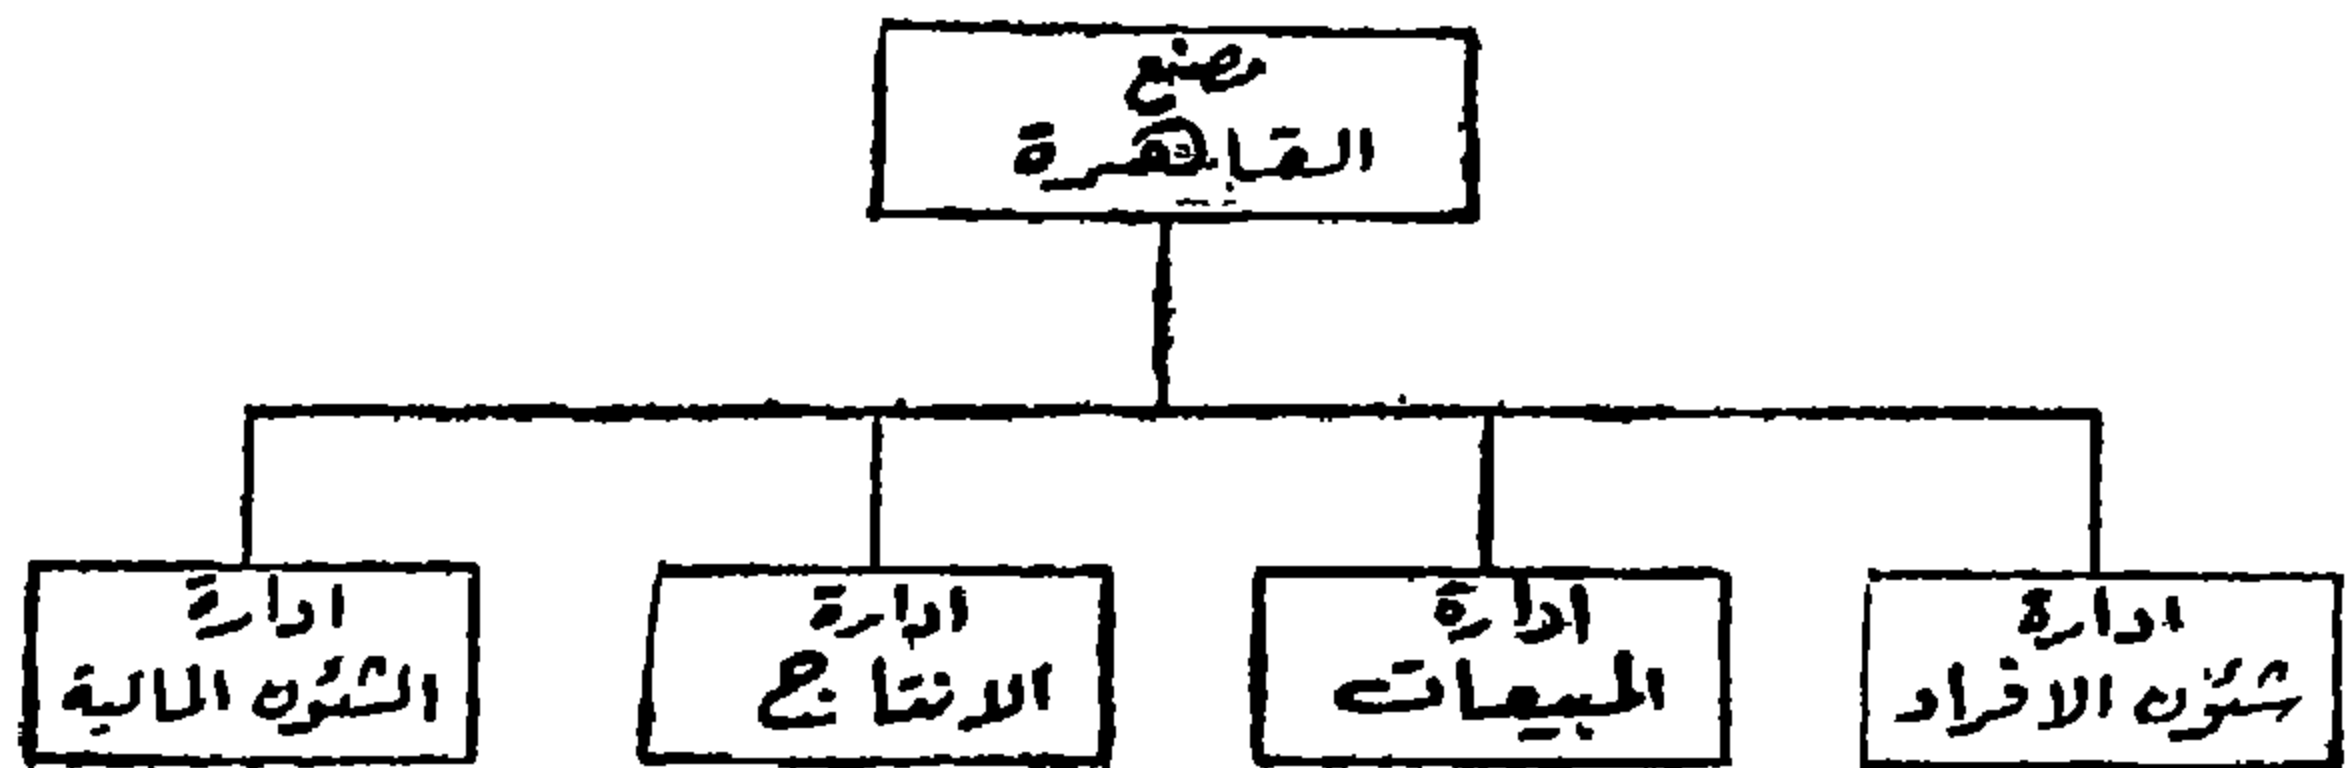 مصنع
القاهرة
ادارة
شئون الافراد
ادارة
المبيعات
ادارة
الانتاج
ادارة
الشئون المالية